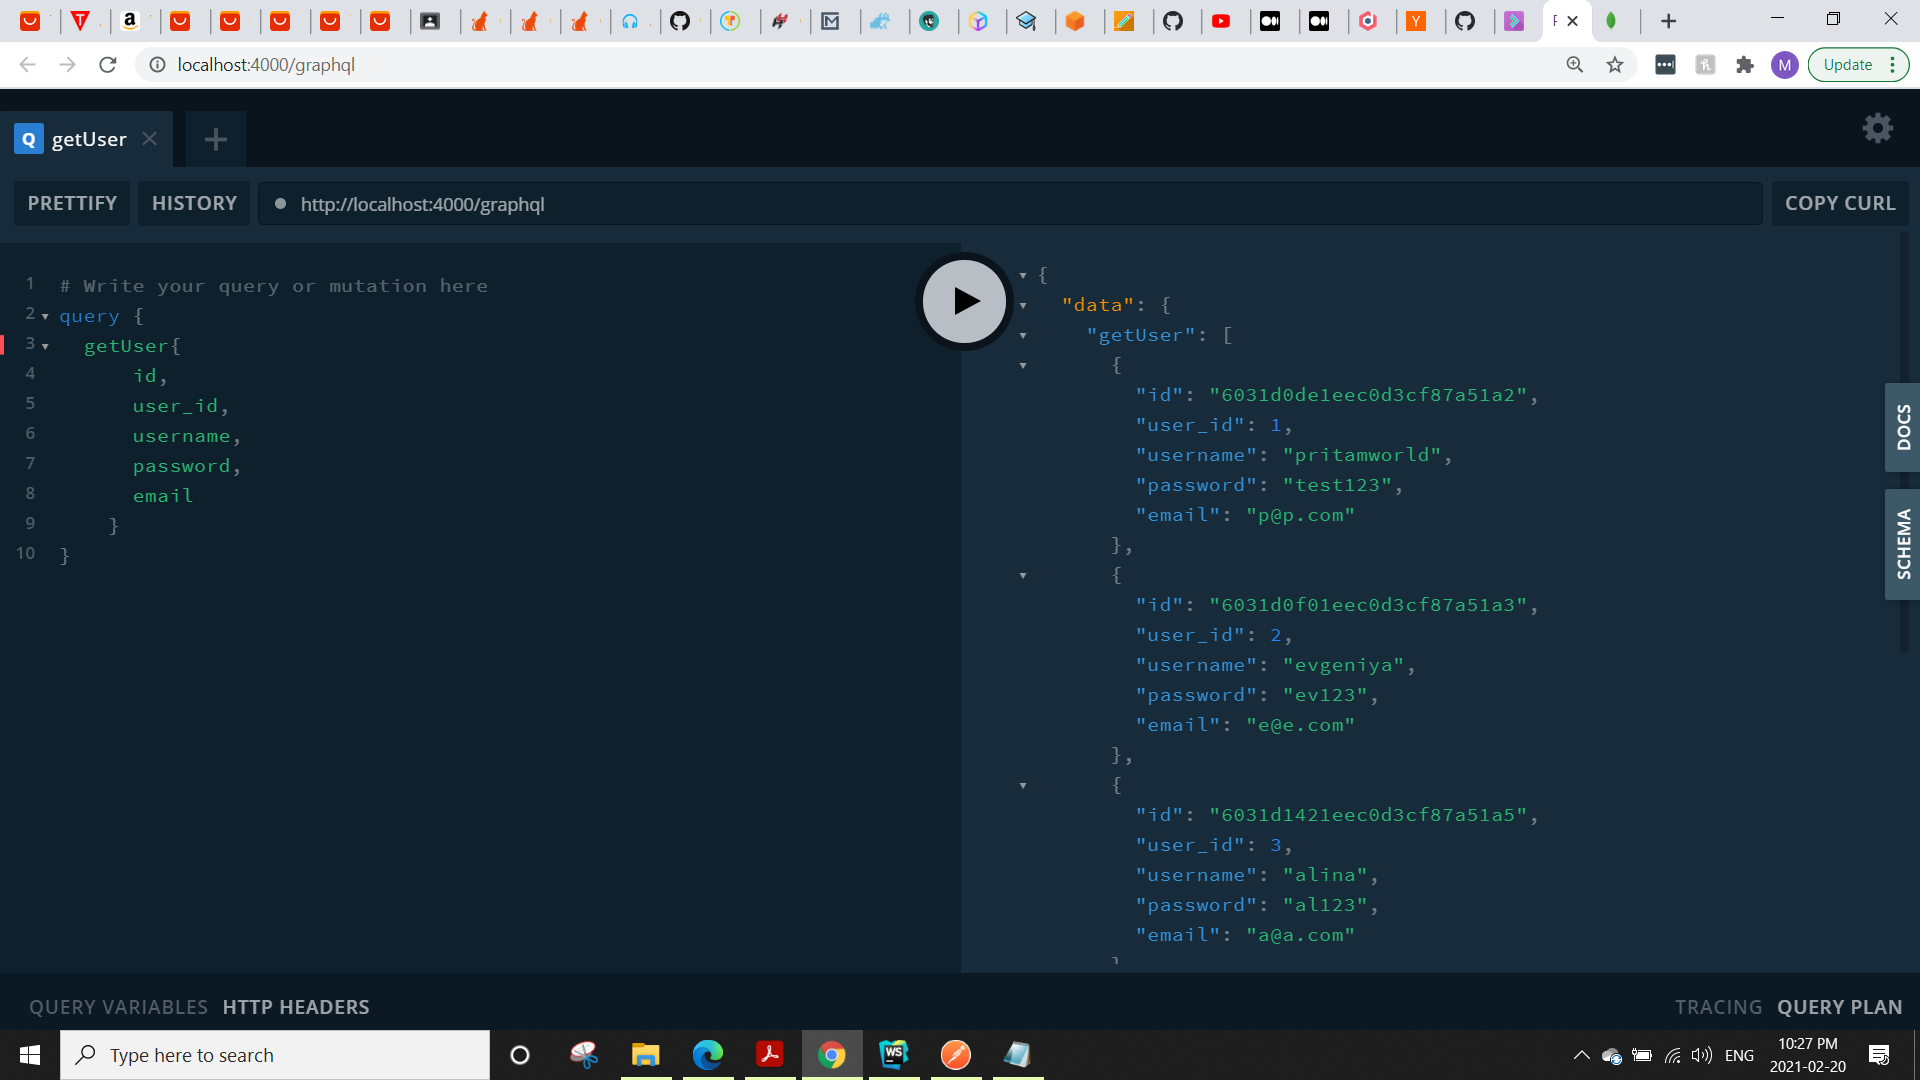 localhost:4000/graphql
M
Update
Q getUser
PRETTIFY HISTORY http://localhost:4000/graphql COPY CURL
1 # Write your query or mutation here
2 query {
3 getUser{
4 id,
5 user_id,
6 username,
7 password,
8 email
9 }
10 }
{
"data": {
"getUser": [
{
"id": "6031d0de1eec0d3cf87a51a2",
"user_id": 1,
"username": "pritamworld",
"password": "test123",
"email": "p@p.com"
},
{
"id": "6031d0f01eec0d3cf87a51a3",
"user_id": 2,
"username": "evgeniya",
"password": "ev123",
"email": "e@e.com"
},
{
"id": "6031d1421eec0d3cf87a51a5",
"user_id": 3,
"username": "alina",
"password": "al123",
"email": "a@a.com"
DOCS
SCHEMA
QUERY VARIABLES HTTP HEADERS
TRACING QUERY PLAN
Type here to search
WS
ENG
10:27 PM
2021-02-20